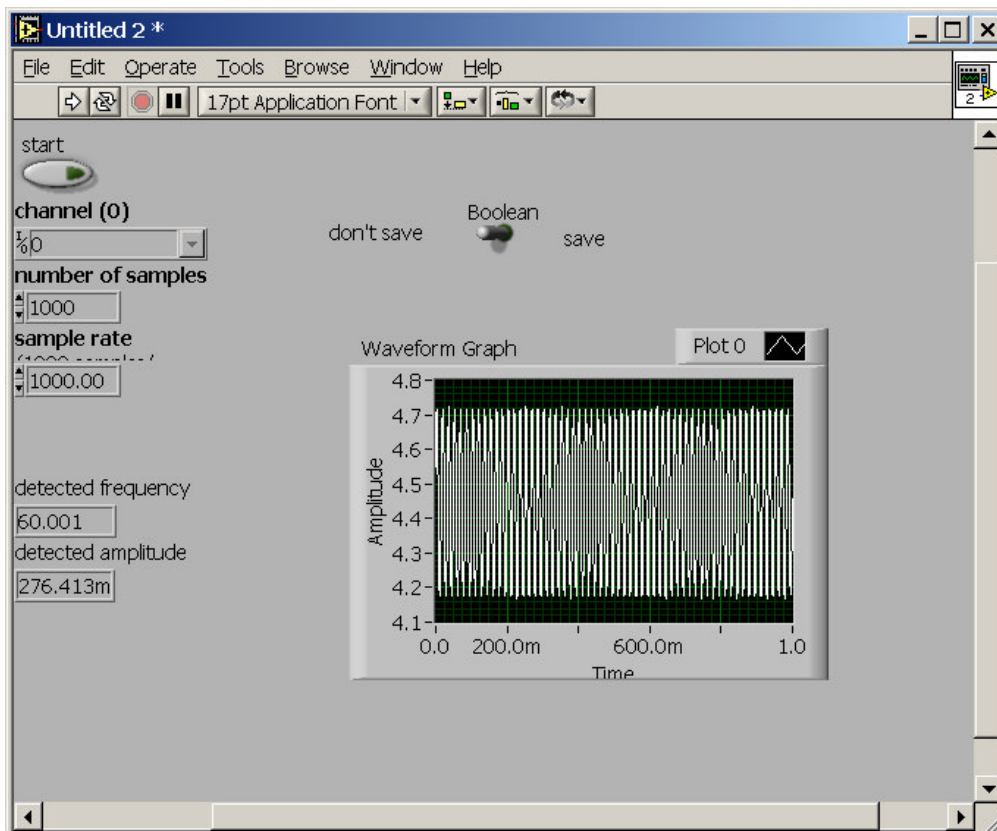 Untitled 2 *
File Edit Operate Tools Browse Window Help
17pt Application Font
2
start
channel (0)
0
don't save
Boolean
save
number of samples
1000
sample rate
1000.00
Waveform Graph
Plot 0
4.8
4.7
4.6
4.5
4.4
4.3
4.2
4.1
Amplitude
0.0 200.0m 600.0m 1.0
Time
detected frequency
60.001
detected amplitude
276.413m